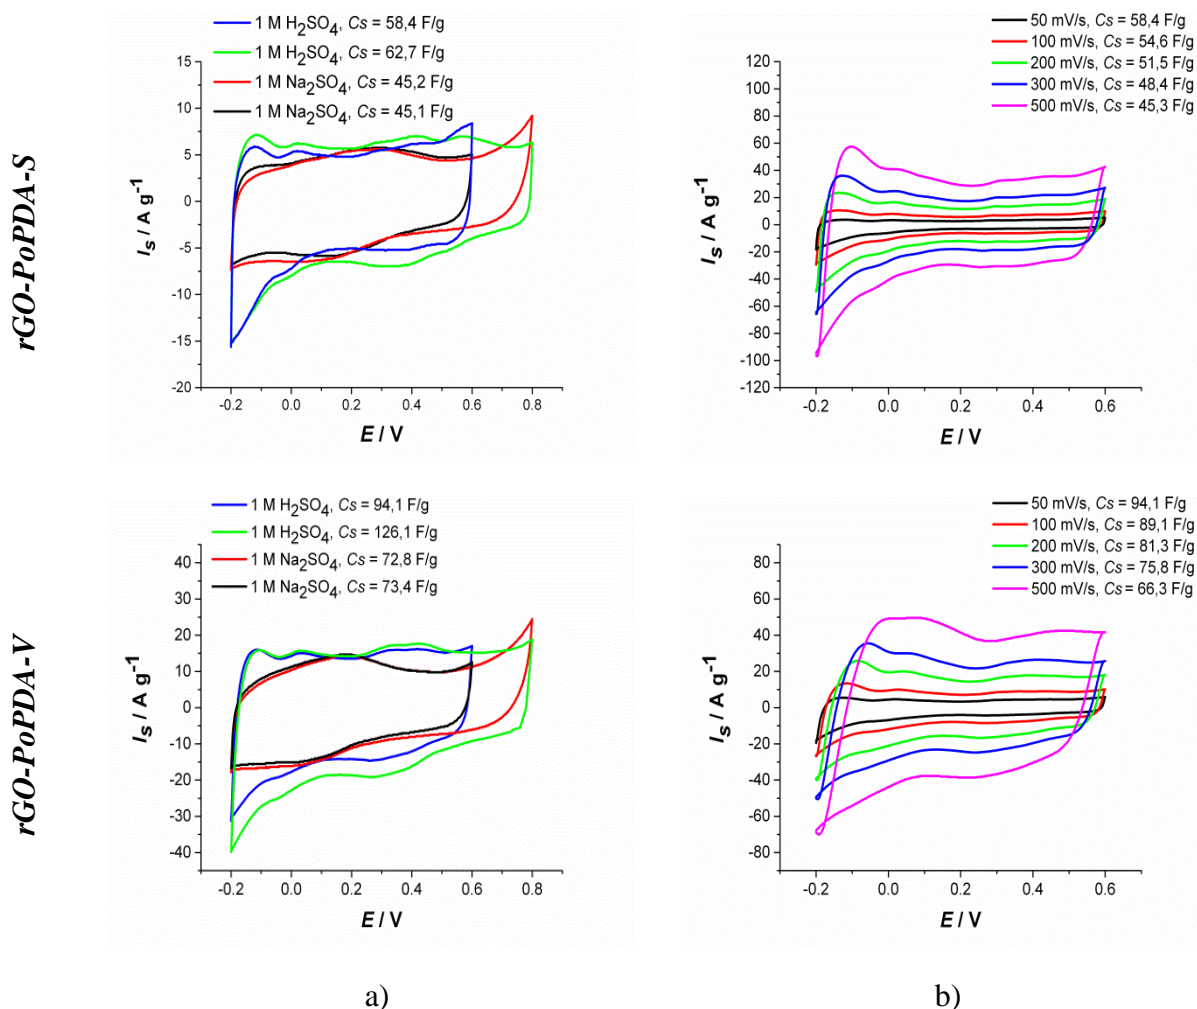 rGO-PoPDA-S
1 M H2SO4, Cs = 58,4 F/g
1 M H2SO4, Cs = 62,7 F/g
1 M Na2SO4, Cs = 45,2 F/g
1 M Na2SO4, Cs = 45,1 F/g
15
10
5
0
-5
-10
-15
-20
Is / A g-1
-0.2 0.0 0.2 0.4 0.6 0.8
E / V
50 mV/s, Cs = 58,4 F/g
100 mV/s, Cs = 54,6 F/g
200 mV/s, Cs = 51,5 F/g
300 mV/s, Cs = 48,4 F/g
500 mV/s, Cs = 45,3 F/g
120
100
80
60
40
20
0
-20
-40
-60
-80
-100
-120
Is / A g-1
-0.2 0.0 0.2 0.4 0.6
E / V
rGO-PoPDA-V
1 M H2SO4, Cs = 94,1 F/g
1 M H2SO4, Cs = 126,1 F/g
1 M Na2SO4, Cs = 72,8 F/g
1 M Na2SO4, Cs = 73,4 F/g
40
30
20
10
0
-10
-20
-30
-40
Is / A g-1
-0.2 0.0 0.2 0.4 0.6 0.8
E / V
50 mV/s, Cs = 94,1 F/g
100 mV/s, Cs = 89,1 F/g
200 mV/s, Cs = 81,3 F/g
300 mV/s, Cs = 75,8 F/g
500 mV/s, Cs = 66,3 F/g
80
60
40
20
0
-20
-40
-60
-80
Is / A g-1
-0.2 0.0 0.2 0.4 0.6
E / V
a) b)